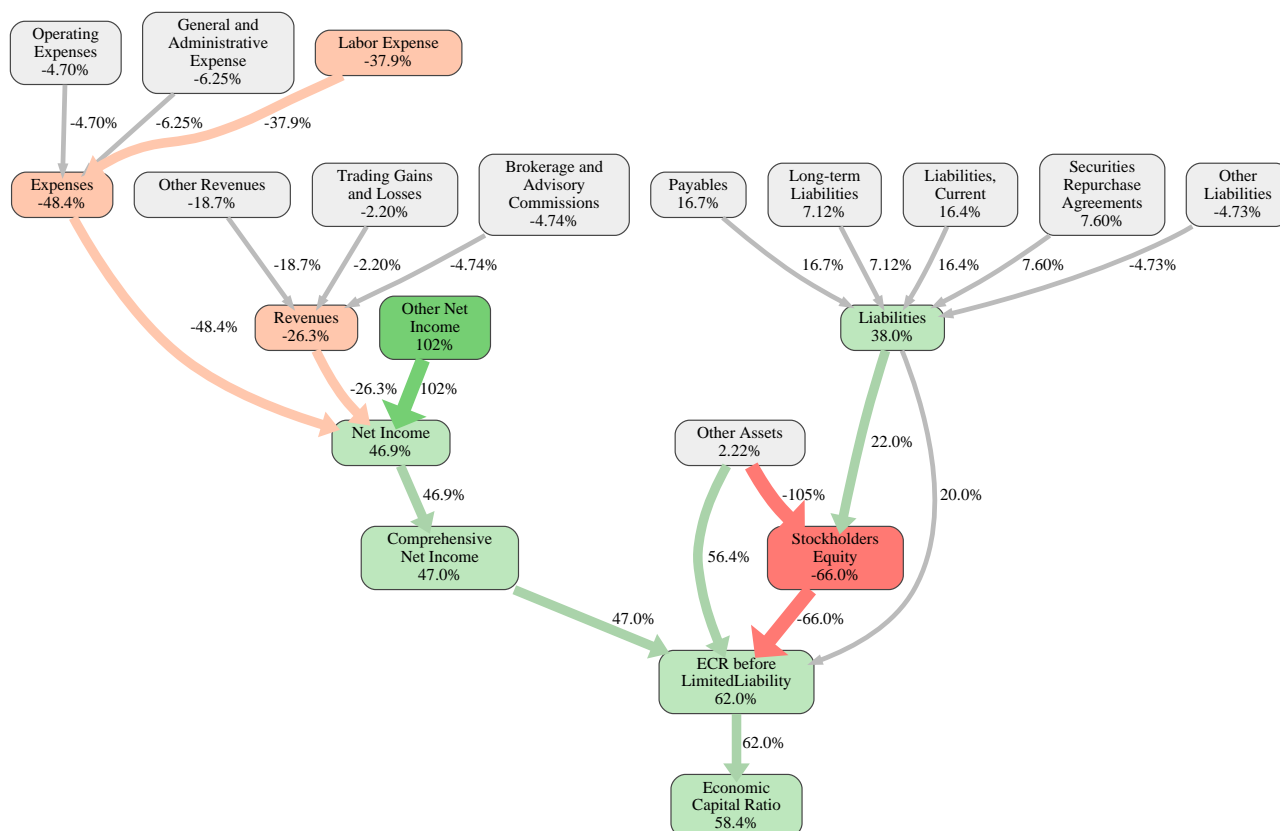 Operating
Expenses
-4.70%
General and
Administrative
Expense
-6.25%
Labor Expense
-37.9%
-4.70%
-6.25%
-37.9%
Expenses
-48.4%
Other Revenues
-18.7%
Trading Gains
and Losses
-2.20%
Brokerage and
Advisory
Commissions
-4.74%
Payables
16.7%
Long-term
Liabilities
7.12%
Liabilities,
Current
16.4%
Securities
Repurchase
Agreements
7.60%
Other
Liabilities
-4.73%
-18.7%
-2.20%
-4.74%
16.7%
7.12%
16.4%
7.60%
-4.73%
-48.4%
Revenues
-26.3%
Other Net
Income
102%
Liabilities
38.0%
-26.3%
102%
Net Income
46.9%
Other Assets
2.22%
22.0%
20.0%
46.9%
-105%
Comprehensive
Net Income
47.0%
56.4%
Stockholders
Equity
-66.0%
47.0%
-66.0%
ECR before
LimitedLiability
62.0%
62.0%
Economic
Capital Ratio
58.4%